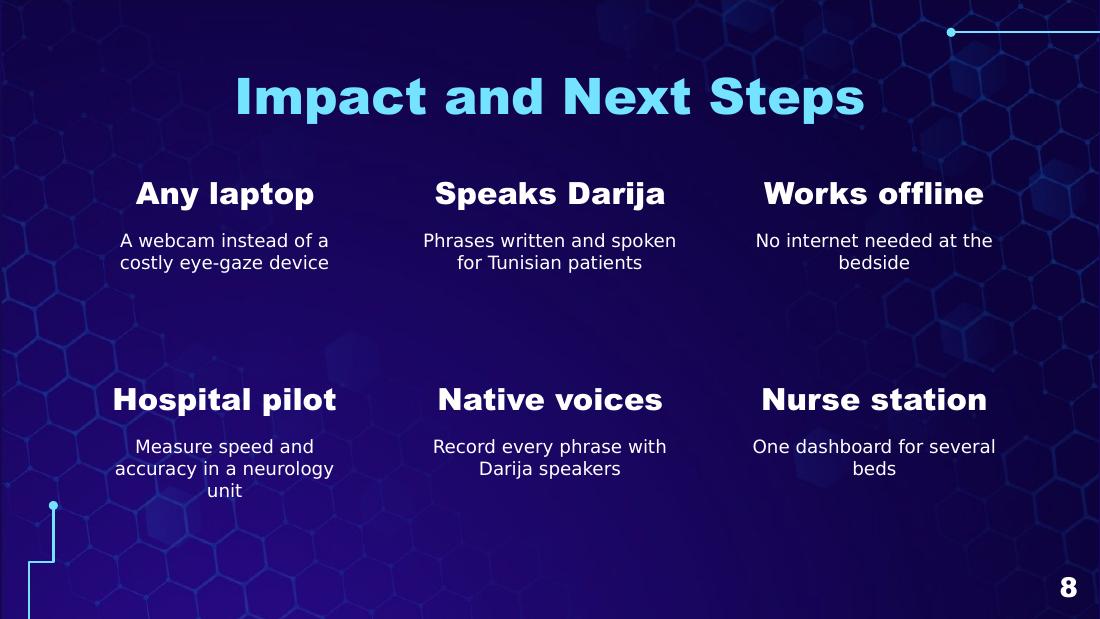 Impact and Next Steps
Any laptop
A webcam instead of a
costly eye-gaze device
Speaks Darija
Phrases written and spoken
for Tunisian patients
Works offline
No internet needed at the
bedside
Hospital pilot
Measure speed and
accuracy in a neurology
unit
Native voices
Record every phrase with
Darija speakers
Nurse station
One dashboard for several
beds
8